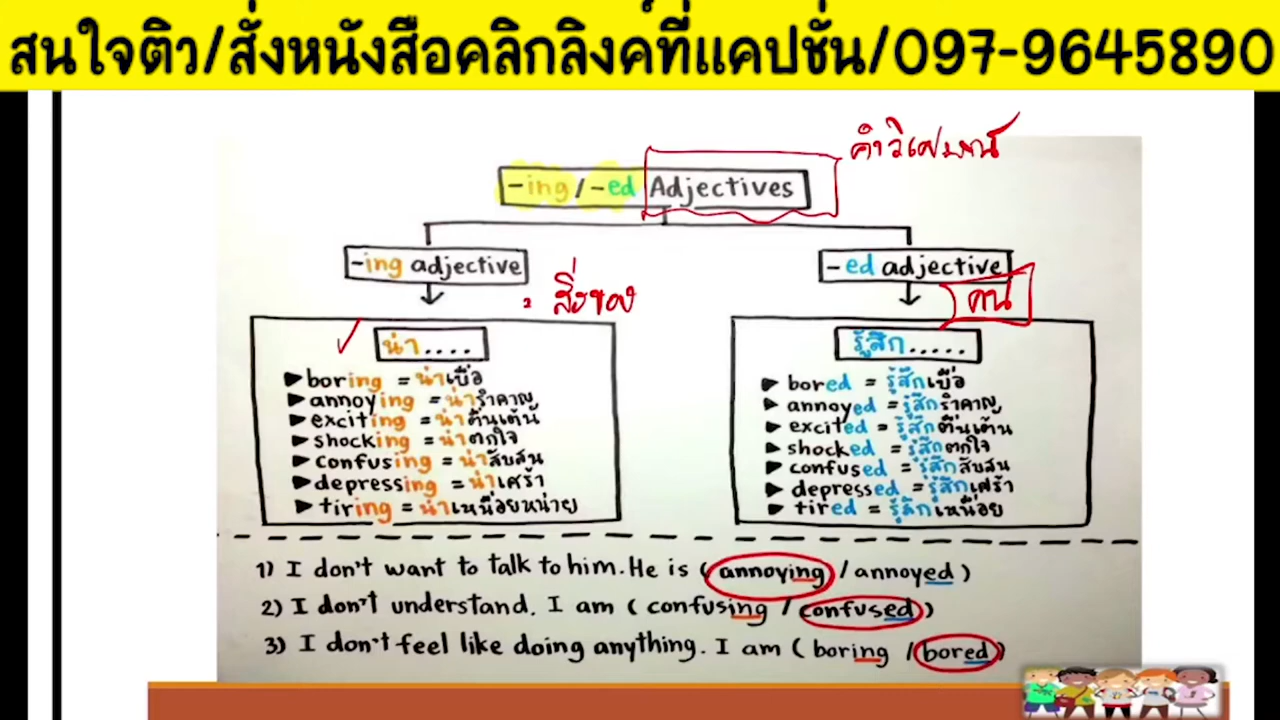 สนใจติว/สั่งหนังสือคลิกลิงค์ที่แคปชั่น/097-9645890
คำวิเศษณ์
-ing / -ed Adjectives
-ing adjective
: สิ่งของ
น่า....
▶ boring = น่าเบื่อ
▶ annoying = น่ารำคาญ
▶ exciting = น่าตื่นเต้น
▶ shocking = น่าตกใจ
▶ confusing = น่าสับสน
▶ depressing = น่าเศร้า
▶ tiring = น่าเหนื่อยหน่าย
-ed adjective
คน
รู้สึก.....
▶ bored = รู้สึกเบื่อ
▶ annoyed = รู้สึกรำคาญ
▶ excited = รู้สึกตื่นเต้น
▶ shocked = รู้สึกตกใจ
▶ confused = รู้สึกสับสน
▶ depressed = รู้สึกเศร้า
▶ tired = รู้สึกเหนื่อย
1) I don't want to talk to him. He is (annoying / annoyed)
2) I don't understand. I am (confusing / confused)
3) I don't feel like doing anything. I am (boring / bored)